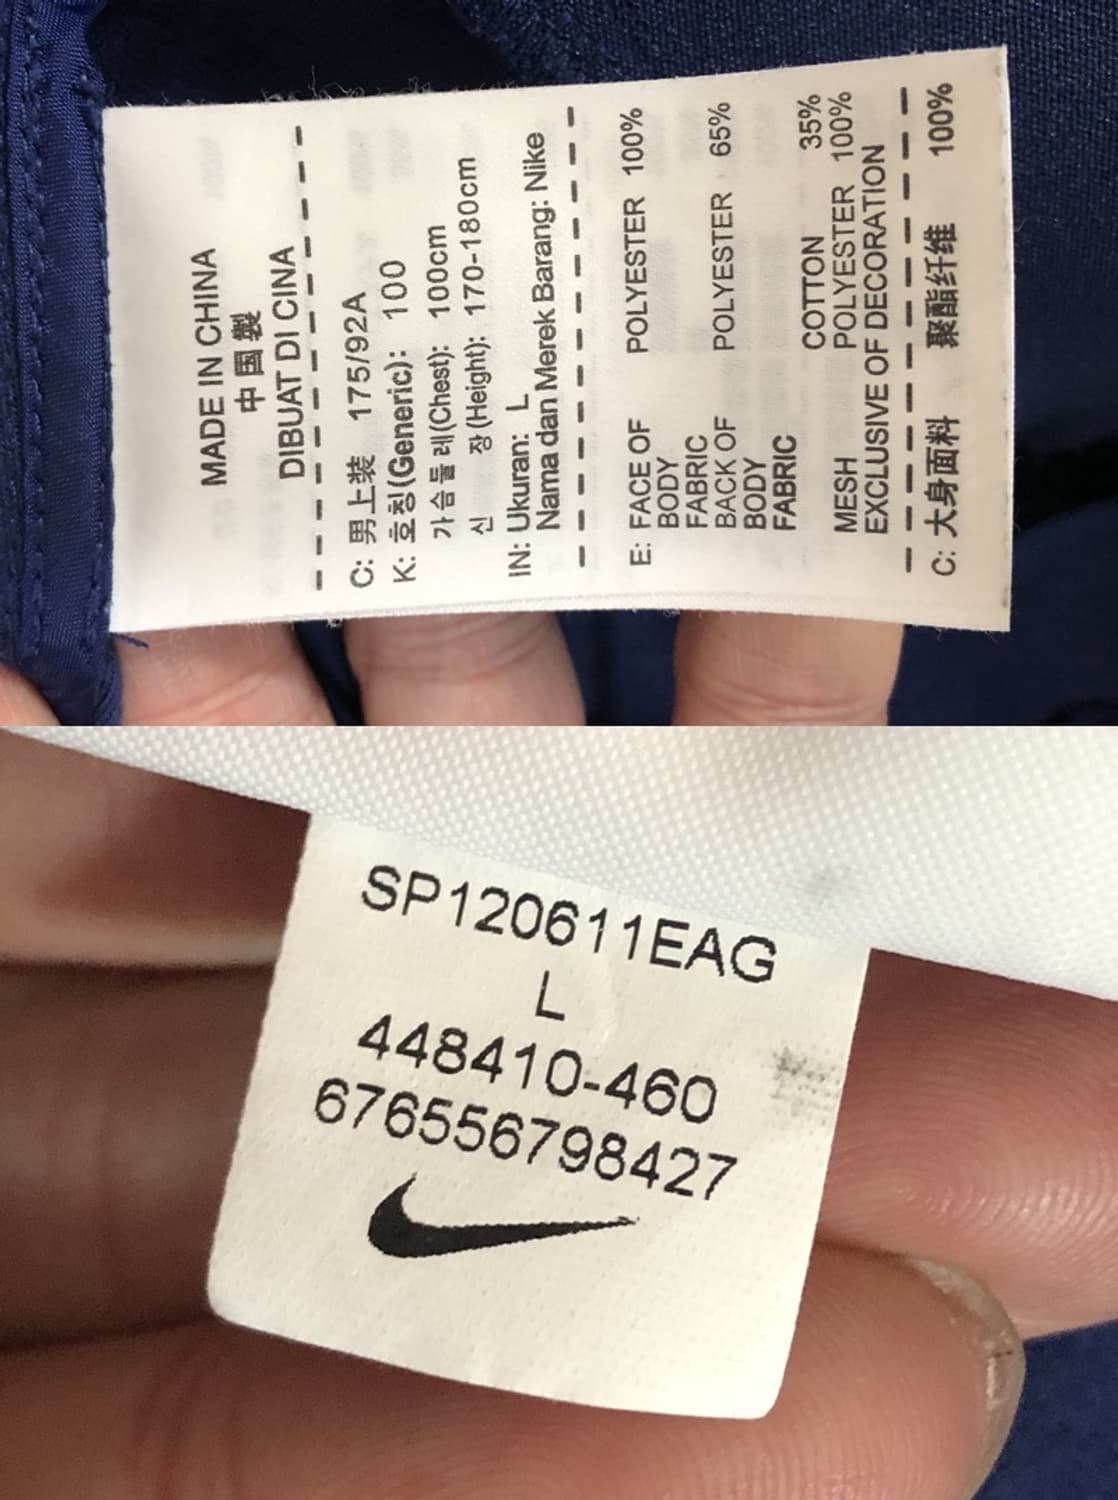 MADE IN CHINA
中国製
DIBUAT DI CINA
C: 男上装 175/92A
K: 호칭(Generic): 100
가슴둘레(Chest): 100cm
신 장(Height): 170-180cm
IN: Ukuran: L
Nama dan Merek Barang: Nike
E: FACE OF POLYESTER 100%
BODY
FABRIC
BACK OF POLYESTER 65%
BODY
FABRIC COTTON 35%
MESH POLYESTER 100%
EXCLUSIVE OF DECORATION
C: 大身面料 聚酯纤维 100%
SP120611EAG
L
448410-460
676556798427